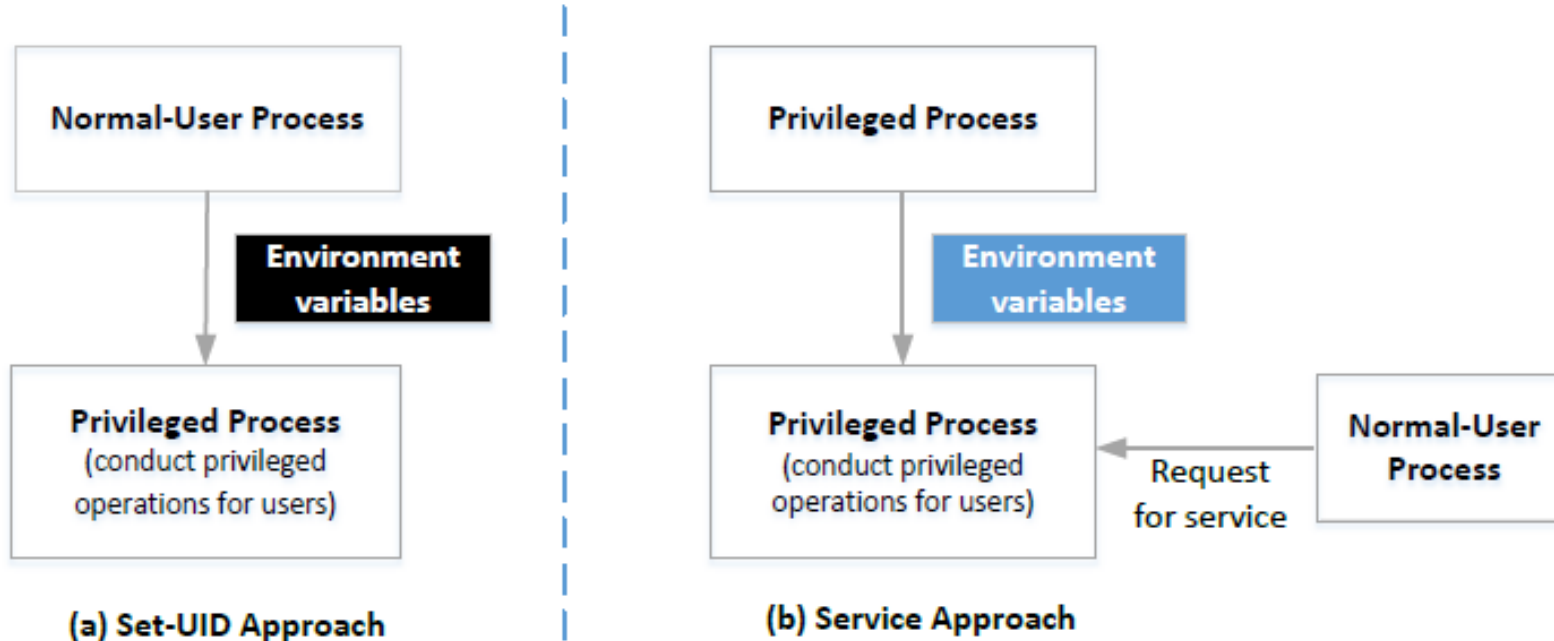 Normal-User Process
Environment
variables
Privileged Process
(conduct privileged
operations for users)
(a) Set-UID Approach
Privileged Process
Environment
variables
Privileged Process
(conduct privileged
operations for users)
Request
for service
Normal-User
Process
(b) Service Approach